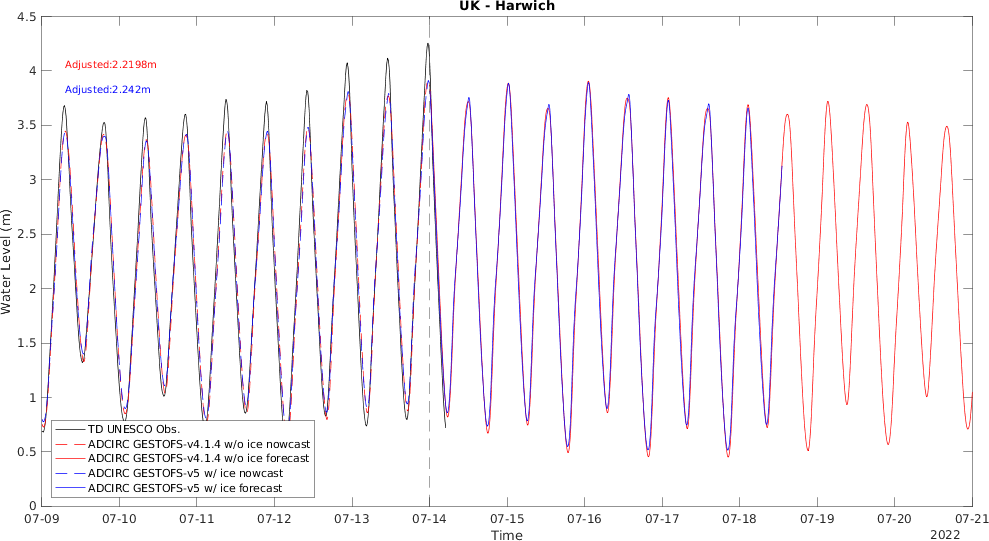 UK - Harwich
4.5
4
3.5
3
2.5
2
1.5
1
0.5
0
Water Level (m)
Adjusted:2.2198m
Adjusted:2.242m
TD UNESCO Obs.
ADCIRC GESTOFS-v4.1.4 w/o ice nowcast
ADCIRC GESTOFS-v4.1.4 w/o ice forecast
ADCIRC GESTOFS-v5 w/ ice nowcast
ADCIRC GESTOFS-v5 w/ ice forecast
07-09 07-10 07-11 07-12 07-13 07-14 07-15 07-16 07-17 07-18 07-19 07-20 07-21
Time
2022